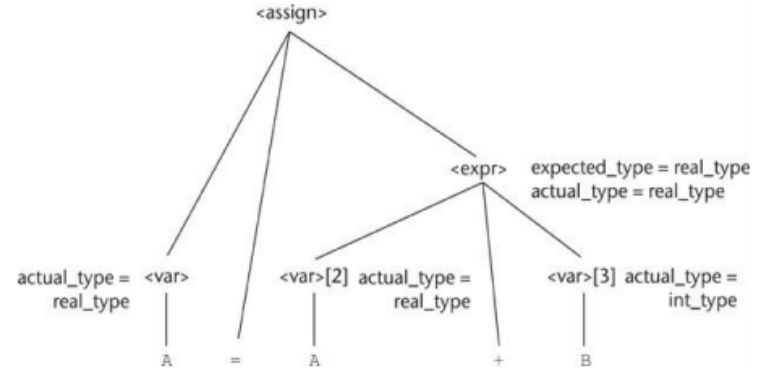 <assign>
<expr> expected_type = real_type
actual_type = real_type
actual_type = <var> <var>[2] actual_type = <var>[3] actual_type =
real_type real_type int_type
A = A + B